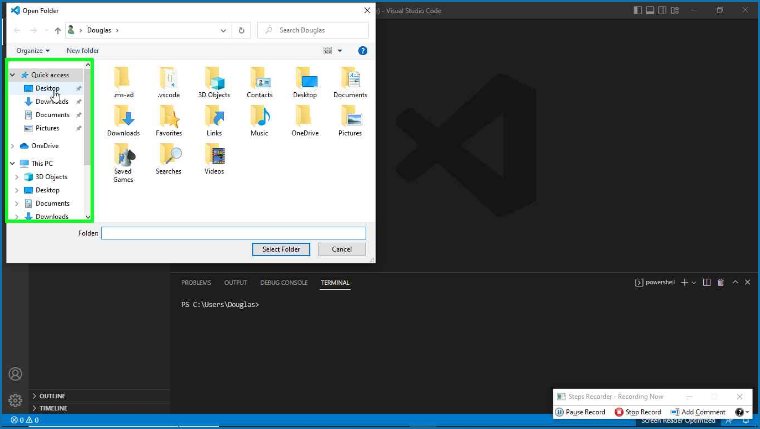 Open Folder
) - Visual Studio Code
Douglas
Search Douglas
Organize
New folder
Quick access
Desktop
Downloads
Documents
Pictures
OneDrive
This PC
3D Objects
Desktop
Documents
Downloads
.ms-ad
.vscode
3D Objects
Contacts
Desktop
Documents
Downloads
Favorites
Links
Music
OneDrive
Pictures
Saved
Games
Searches
Videos
Folder:
Select Folder
Cancel
PROBLEMS
OUTPUT
DEBUG CONSOLE
TERMINAL
powershell
PS C:\Users\Douglas>
OUTLINE
TIMELINE
Steps Recorder - Recording Now
Pause Record
Stop Record
Add Comment
0 0
Screen Reader Optimized